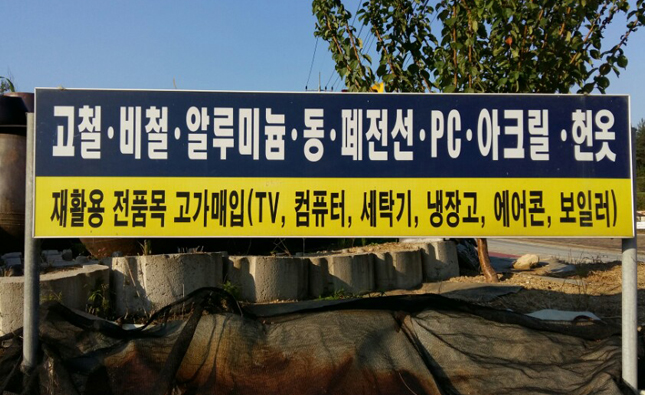 고철·비철·알루미늄·동·폐전선·PC·아크릴·헌옷
재활용 전품목 고가매입(TV, 컴퓨터, 세탁기, 냉장고, 에어콘, 보일러)